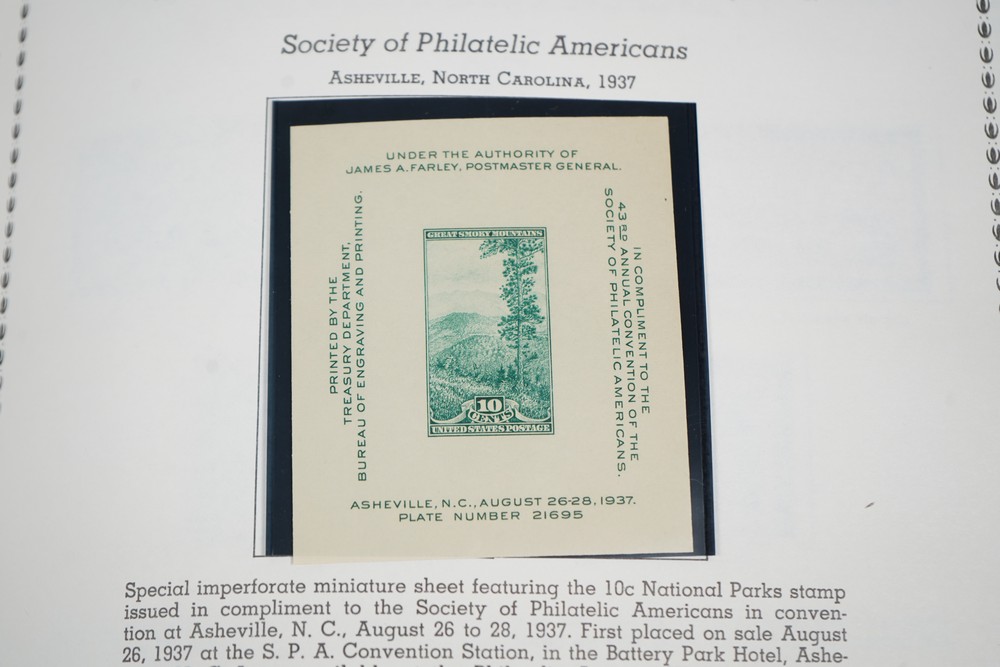 Society of Philatelic Americans
ASHEVILLE, NORTH CAROLINA, 1937
UNDER THE AUTHORITY OF
JAMES A. FARLEY, POSTMASTER GENERAL.
PRINTED BY THE
TREASURY DEPARTMENT,
BUREAU OF ENGRAVING AND PRINTING.
GREAT SMOKY MOUNTAINS
10
CENTS
UNITED STATES POSTAGE
IN COMPLIMENT TO THE
43RD ANNUAL CONVENTION OF THE
SOCIETY OF PHILATELIC AMERICANS.
ASHEVILLE, N.C., AUGUST 26-28, 1937.
PLATE NUMBER 21695
Special imperforate miniature sheet featuring the 10c National Parks stamp
issued in compliment to the Society of Philatelic Americans in conven-
tion at Asheville, N. C., August 26 to 28, 1937. First placed on sale August
26, 1937 at the S. P. A. Convention Station, in the Battery Park Hotel, Ashe-